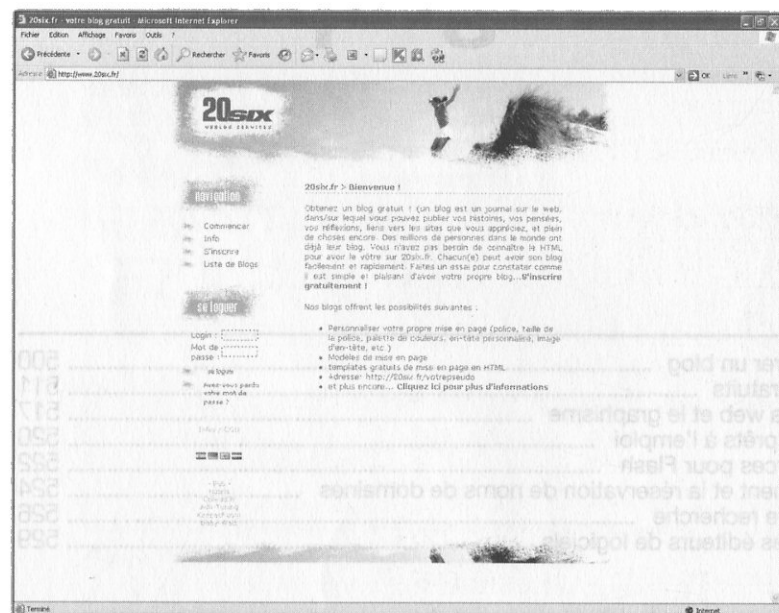 20six.fr - votre blog gratuit - Microsoft Internet Explorer
Fichier Edition Affichage Favoris Outils ?
Précédente Rechercher Favoris
Adresse http://www.20six.fr/ OK Liens »
20six
WEBLOG SERVICES
navigation
Commencer
Info
S'inscrire
Liste de Blogs
se loguer
Login :
Mot de
passe :
se loguer
Avez-vous perdu
votre mot de
passe ?
20six.fr > Bienvenue !
Obtenez un blog gratuit ! (un blog est un journal sur le web,
dans/sur lequel vous pouvez publier vos histoires, vos pensées,
vos réflexions, liens vers les sites que vous appréciez, et plein
de choses encore. Des millions de personnes dans le monde ont
déjà leur blog. Vous n'avez pas besoin de connaître le HTML
pour avoir le vôtre sur 20six.fr. Chacun(e) peut avoir son blog
facilement et rapidement. Faites un essai pour constater comme
il est simple et plaisant d'avoir votre propre blog...S'inscrire
gratuitement !
Nos blogs offrent les possibilités suivantes :
Personnaliser votre propre mise en page (police, taille de
la police, palette de couleurs, en-tête personnalisé, image
d'en-tête, etc.)
Modèles de mise en page
templates gratuits de mise en page en HTML
adresse: http://20six.fr/votrepseudo
et plus encore... Cliquez ici pour plus d'informations
er un blog 500
ratuits 511
s web et le graphisme 517
prêts à l'emploi 520
ces pour Flash 522
ent et la réservation de noms de domaines 524
e recherche 526
es éditeurs de logiciels 529
Terminé Internet